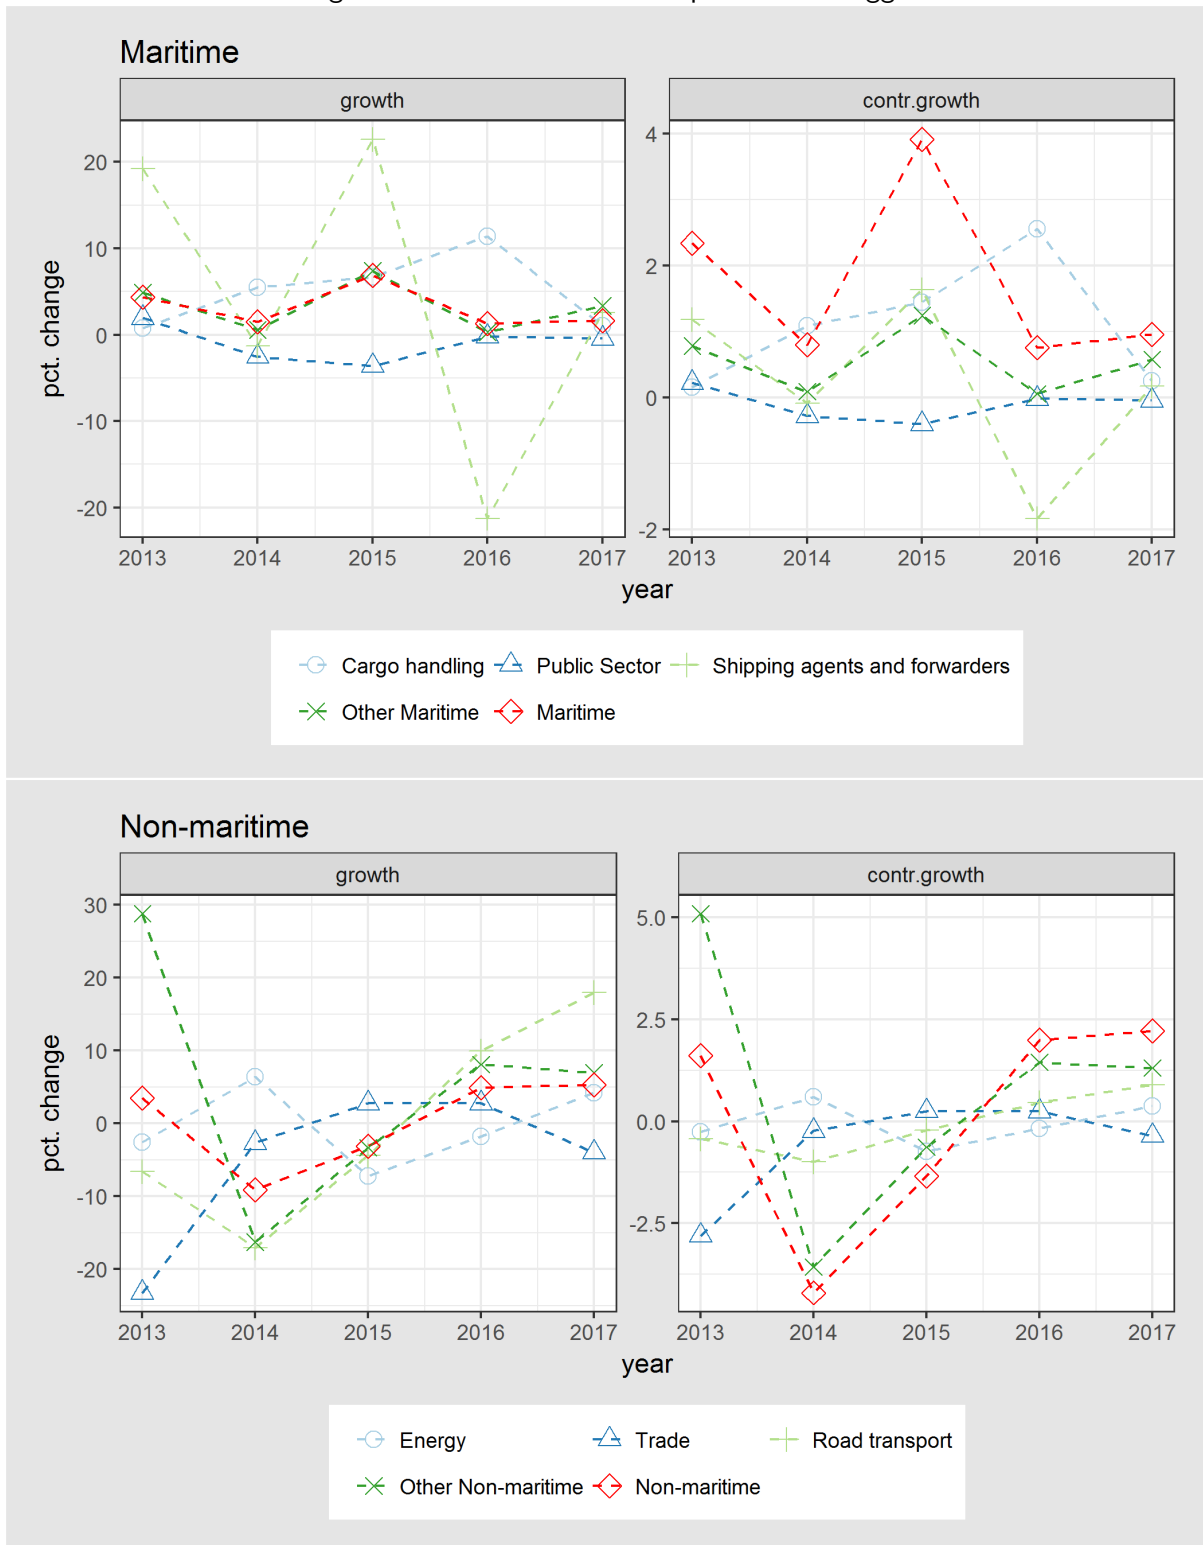 Maritime
growth
contr.growth
20
10
0
-10
-20
4
2
0
-2
pct. change
2013 2014 2015 2016 2017
2013 2014 2015 2016 2017
year
Cargo handling Public Sector Shipping agents and forwarders
Other Maritime Maritime
Non-maritime
growth
contr.growth
30
20
10
0
-10
-20
5.0
2.5
0.0
-2.5
pct. change
2013 2014 2015 2016 2017
2013 2014 2015 2016 2017
year
Energy Trade Road transport
Other Non-maritime Non-maritime